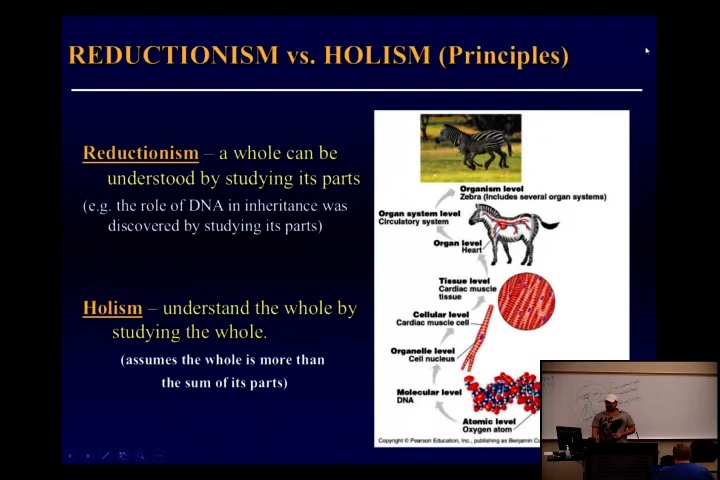 REDUCTIONISM vs. HOLISM (Principles)
Reductionism – a whole can be
understood by studying its parts
(e.g. the role of DNA in inheritance was
discovered by studying its parts)
Holism – understand the whole by
studying the whole.
(assumes the whole is more than
the sum of its parts)
Organism level
Zebra (Includes several organ systems)
Organ system level
Circulatory system
Organ level
Heart
Tissue level
Cardiac muscle
tissue
Cellular level
Cardiac muscle cell
Organelle level
Cell nucleus
Molecular level
DNA
Atomic level
Oxygen atom
Copyright © Pearson Education, Inc., publishing as Benjamin